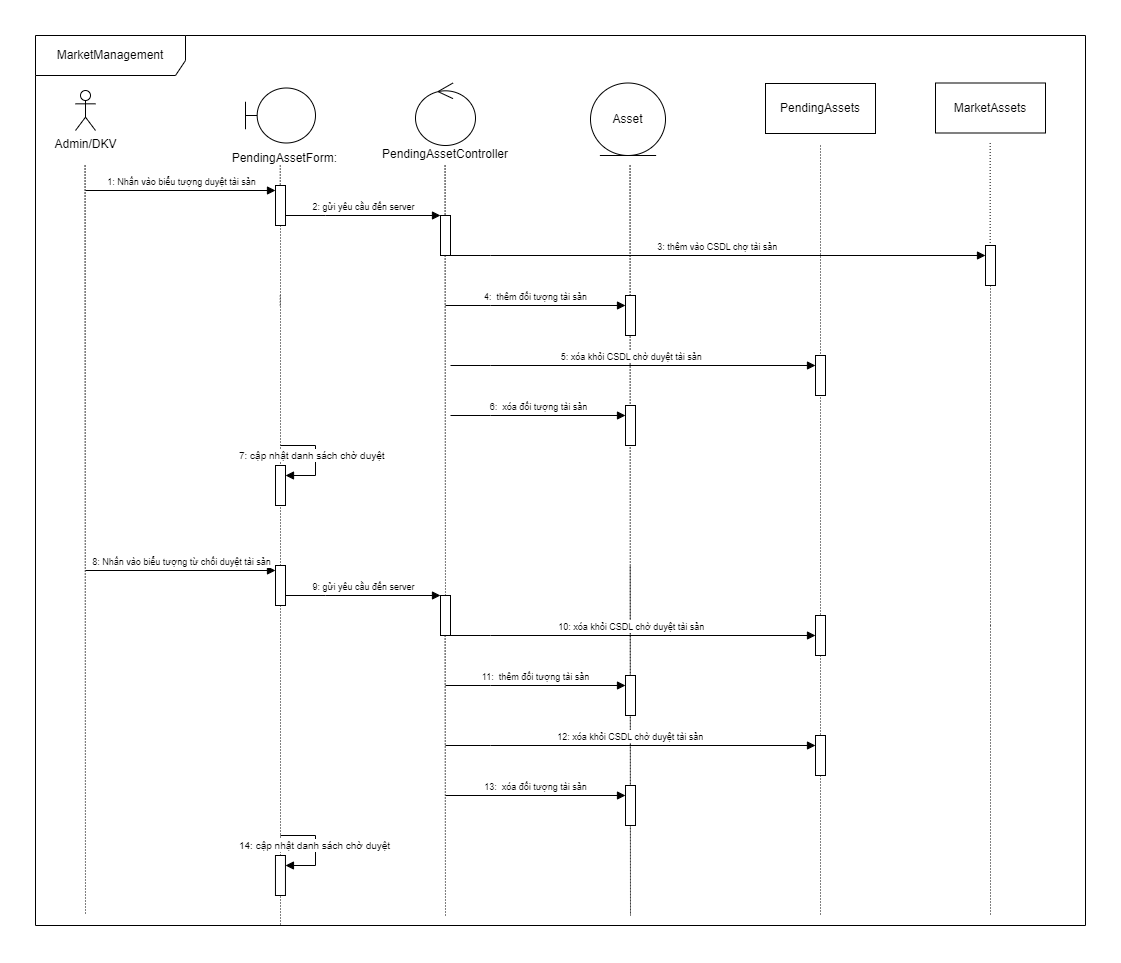 MarketManagement
Admin/DKV
PendingAssetForm:
PendingAssetController
Asset
PendingAssets
MarketAssets
1: Nhấn vào biểu tượng duyệt tài sản
2: gửi yêu cầu đến server
3: thêm vào CSDL chợ tài sản
4: thêm đối tượng tài sản
5: xóa khỏi CSDL chờ duyệt tài sản
6: xóa đối tượng tài sản
7: cập nhật danh sách chờ duyệt
8: Nhấn vào biểu tượng từ chối duyệt tài sản
9: gửi yêu cầu đến server
10: xóa khỏi CSDL chờ duyệt tài sản
11: thêm đối tượng tài sản
12: xóa khỏi CSDL chờ duyệt tài sản
13: xóa đối tượng tài sản
14: cập nhật danh sách chờ duyệt